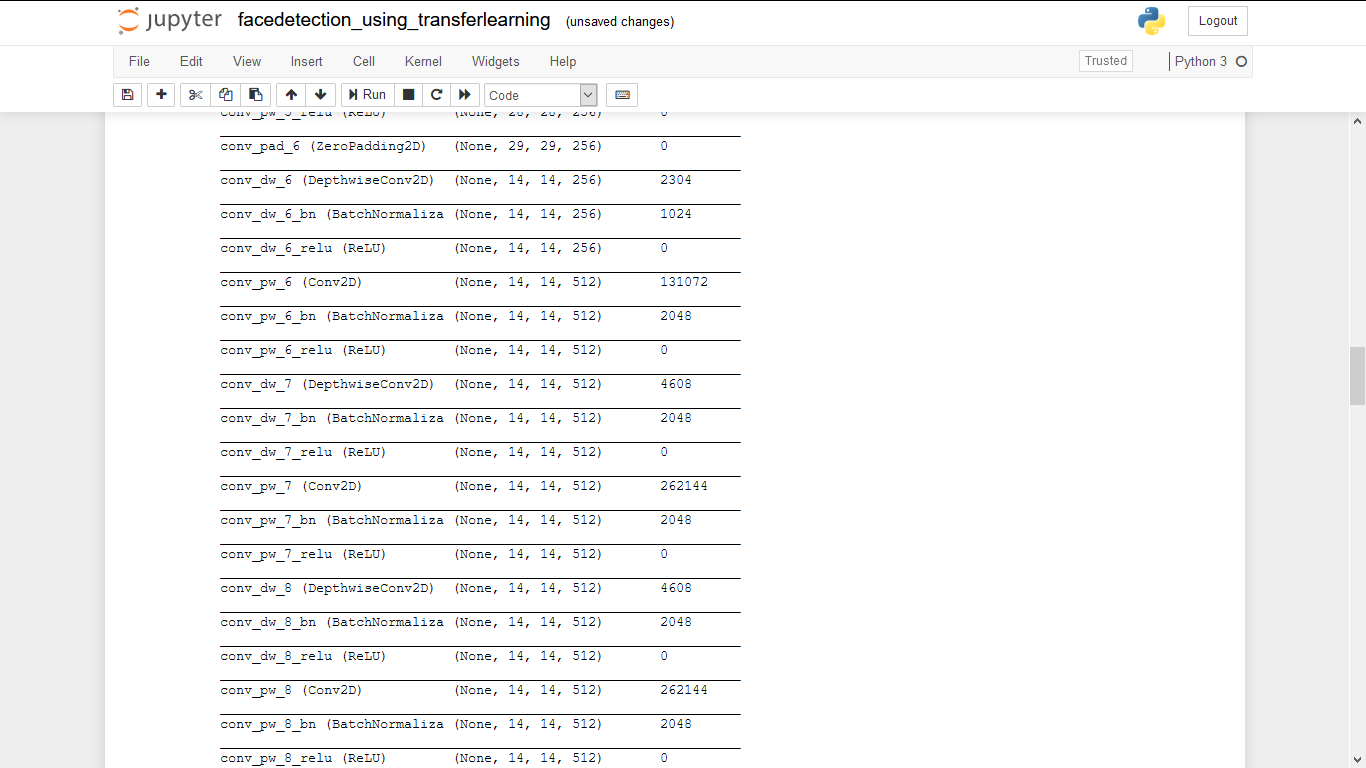 jupyter facedetection_using_transferlearning (unsaved changes) Logout
File Edit View Insert Cell Kernel Widgets Help Trusted Python 3
Run Code
conv_pw_5_relu (ReLU) (None, 28, 28, 256) 0
conv_pad_6 (ZeroPadding2D) (None, 29, 29, 256) 0
conv_dw_6 (DepthwiseConv2D) (None, 14, 14, 256) 2304
conv_dw_6_bn (BatchNormaliza (None, 14, 14, 256) 1024
conv_dw_6_relu (ReLU) (None, 14, 14, 256) 0
conv_pw_6 (Conv2D) (None, 14, 14, 512) 131072
conv_pw_6_bn (BatchNormaliza (None, 14, 14, 512) 2048
conv_pw_6_relu (ReLU) (None, 14, 14, 512) 0
conv_dw_7 (DepthwiseConv2D) (None, 14, 14, 512) 4608
conv_dw_7_bn (BatchNormaliza (None, 14, 14, 512) 2048
conv_dw_7_relu (ReLU) (None, 14, 14, 512) 0
conv_pw_7 (Conv2D) (None, 14, 14, 512) 262144
conv_pw_7_bn (BatchNormaliza (None, 14, 14, 512) 2048
conv_pw_7_relu (ReLU) (None, 14, 14, 512) 0
conv_dw_8 (DepthwiseConv2D) (None, 14, 14, 512) 4608
conv_dw_8_bn (BatchNormaliza (None, 14, 14, 512) 2048
conv_dw_8_relu (ReLU) (None, 14, 14, 512) 0
conv_pw_8 (Conv2D) (None, 14, 14, 512) 262144
conv_pw_8_bn (BatchNormaliza (None, 14, 14, 512) 2048
conv_pw_8_relu (ReLU) (None, 14, 14, 512) 0